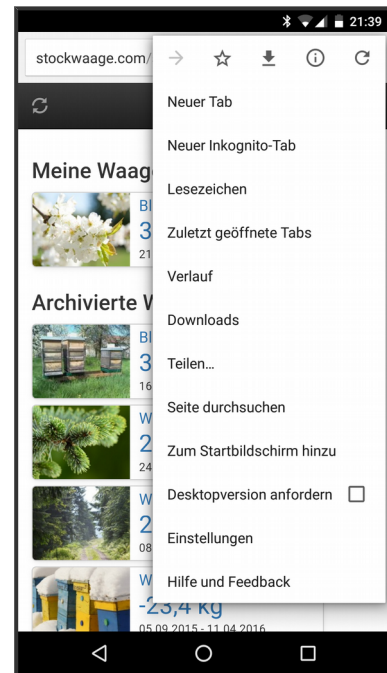 21:39
stockwaage.com/
Neuer Tab
Neuer Inkognito-Tab
Lesezeichen
Zuletzt geöffnete Tabs
Verlauf
Downloads
Teilen...
Seite durchsuchen
Zum Startbildschirm hinzu
Desktopversion anfordern
Einstellungen
Hilfe und Feedback
Meine Waag
Bl
3
21
Archivierte W
Bl
3
16
W
2
24
W
2
08
W
-23,4 kg
05.09.2015 - 11.04.2016